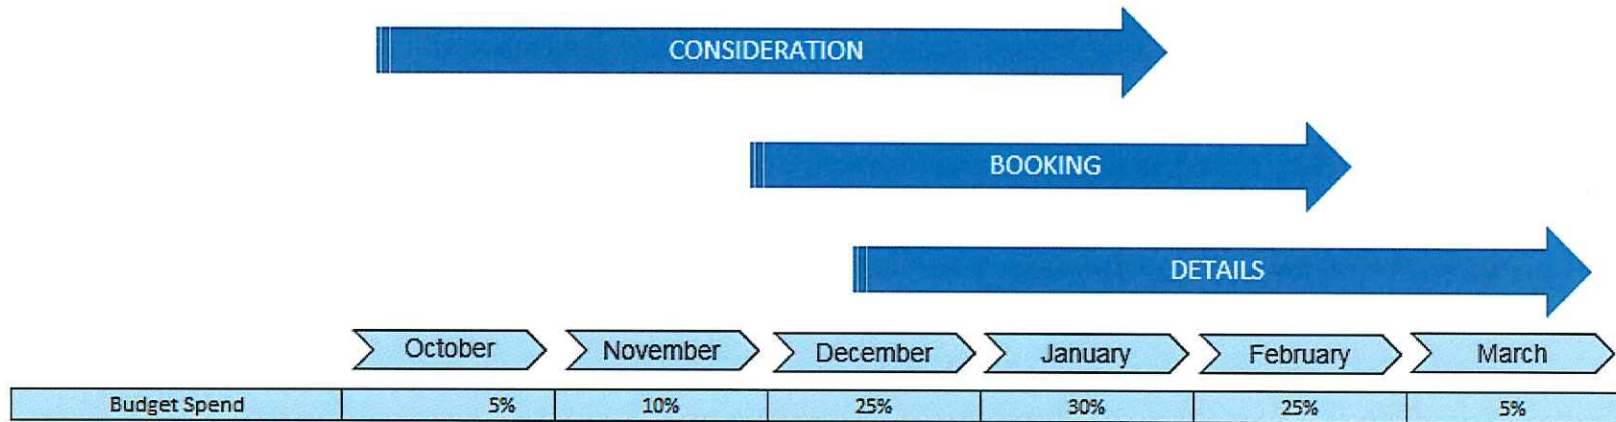 CONSIDERATION
BOOKING
DETAILS
October November December January February March
Budget Spend 5% 10% 25% 30% 25% 5%